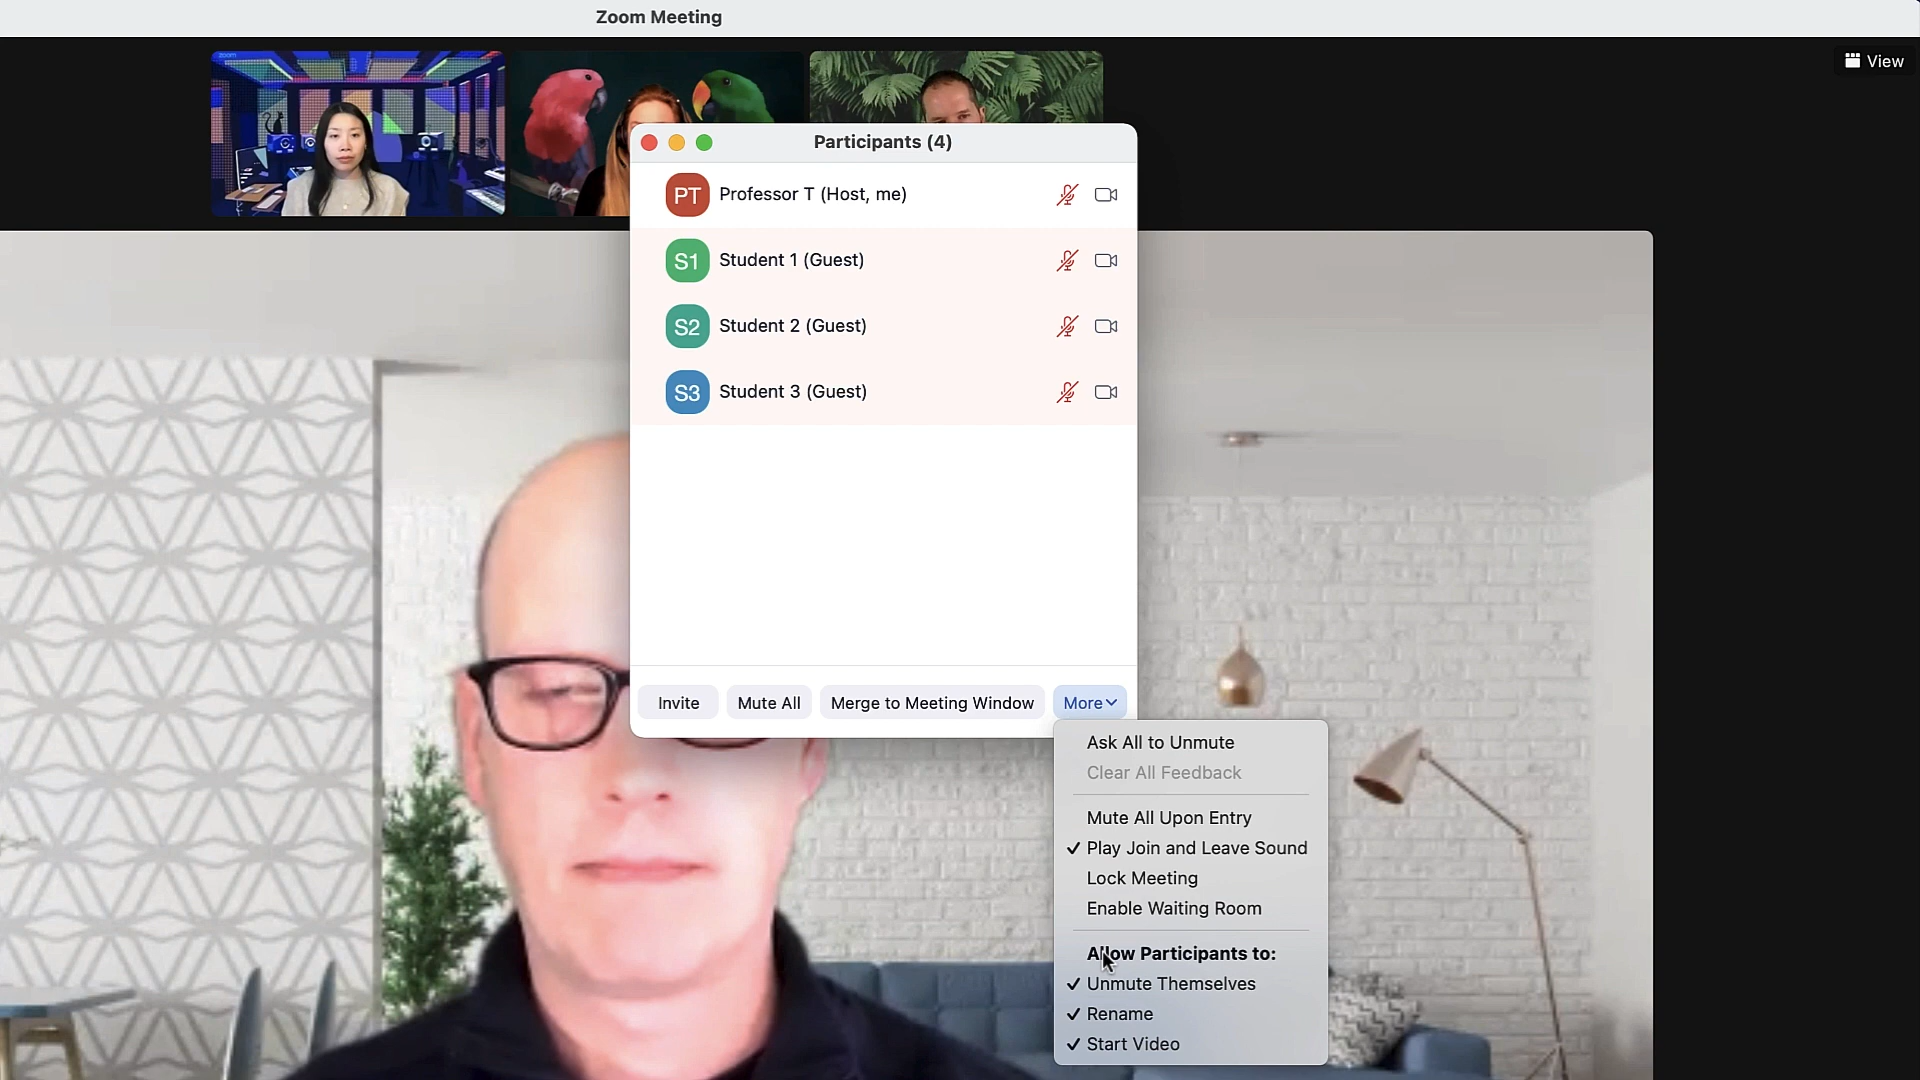 Zoom Meeting
zoom
View
Participants (4)
PT Professor T (Host, me)
S1 Student 1 (Guest)
S2 Student 2 (Guest)
S3 Student 3 (Guest)
Invite Mute All Merge to Meeting Window More
Ask All to Unmute
Clear All Feedback
Mute All Upon Entry
✓ Play Join and Leave Sound
Lock Meeting
Enable Waiting Room
Allow Participants to:
✓ Unmute Themselves
✓ Rename
✓ Start Video